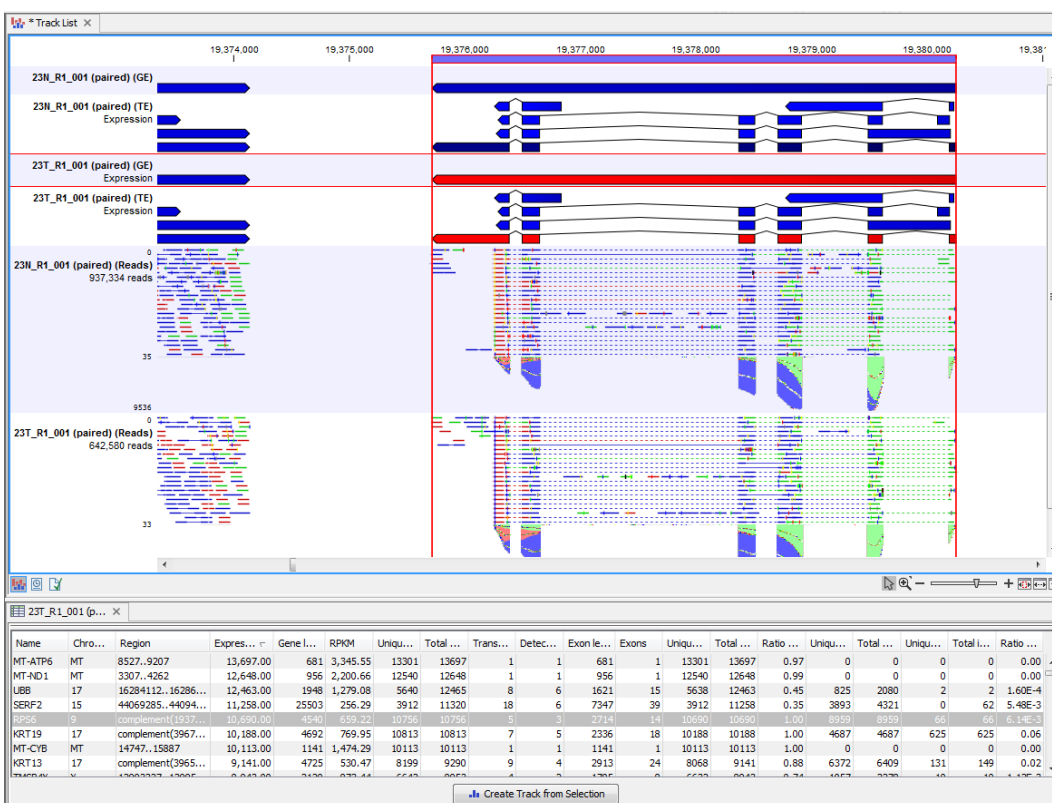 * Track List
19,374,000 19,375,000 19,376,000 19,377,000 19,378,000 19,379,000 19,380,000 19,381
23N_R1_001 (paired) (GE)
23N_R1_001 (paired) (TE)
Expression
23T_R1_001 (paired) (GE)
Expression
23T_R1_001 (paired) (TE)
Expression
0
23N_R1_001 (paired) (Reads)
937,334 reads
35
9536
0
23T_R1_001 (paired) (Reads)
642,580 reads
33
23T_R1_001 (p...
Name Chro... Region Expres... Gene l... RPKM Uniqu... Total ... Trans... Detec... Exon le... Exons Uniqu... Total ... Ratio ... Uniqu... Total ... Uniqu... Total i... Ratio ...
MT-ATP6 MT 8527..9207 13,697.00 681 3,345.55 13301 13697 1 1 681 1 13301 13697 0.97 0 0 0 0 0.00
MT-ND1 MT 3307..4262 12,648.00 956 2,200.66 12540 12648 1 1 956 1 12540 12648 0.99 0 0 0 0 0.00
UBB 17 16284112..16286... 12,463.00 1948 1,279.08 5640 12465 8 6 1621 15 5638 12463 0.45 825 2080 2 2 1.60E-4
SERF2 15 44069285..44094... 11,258.00 25503 256.29 3912 11320 18 6 7347 39 3912 11258 0.35 3893 4321 0 62 5.48E-3
RPS6 9 complement(1937... 10,690.00 4540 659.22 10756 10756 5 3 2714 14 10690 10690 1.00 8959 8959 66 66 6.14E-3
KRT19 17 complement(3967... 10,188.00 4692 769.95 10813 10813 7 5 2336 18 10188 10188 1.00 4687 4687 625 625 0.06
MT-CYB MT 14747..15887 10,113.00 1141 1,474.29 10113 10113 1 1 1141 1 10113 10113 1.00 0 0 0 0 0.00
KRT13 17 complement(3965... 9,141.00 4725 530.47 8199 9290 9 4 2913 24 8068 9141 0.88 6372 6409 131 149 0.02
Create Track from Selection